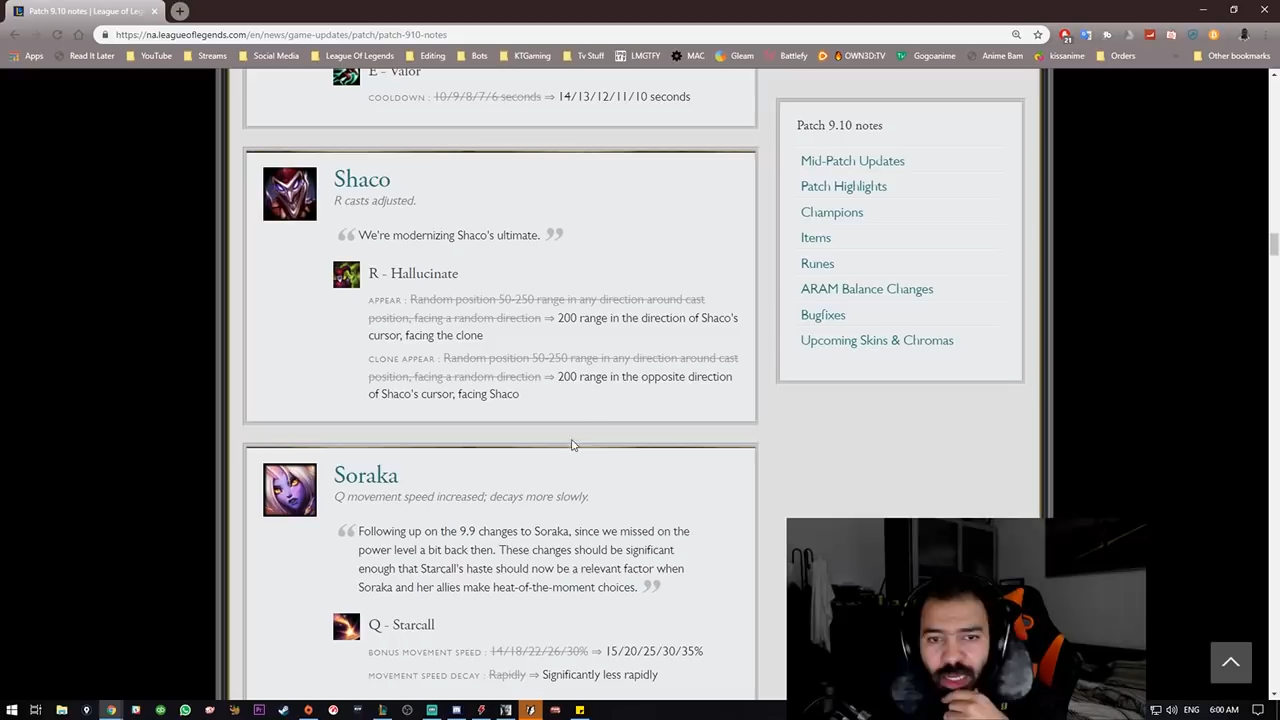 Patch 9.10 notes | League of Leg
https://na.leagueoflegends.com/en/news/game-updates/patch/patch-910-notes
21
Apps Read It Later YouTube Streams Social Media League Of Legends Editing Bots KTGaming Tv Stuff LMGTFY MAC Gleam Battlefy OWN3D:TV Gogoanime Anime Bam kissanime Orders Other bookmarks
E - Valor
COOLDOWN : 10/9/8/7/6 seconds ⇒ 14/13/12/11/10 seconds
Shaco
R casts adjusted.
“ We're modernizing Shaco's ultimate. ”
R - Hallucinate
APPEAR : Random position 50-250 range in any direction around cast
position, facing a random direction ⇒ 200 range in the direction of Shaco's
cursor, facing the clone
CLONE APPEAR : Random position 50-250 range in any direction around cast
position, facing a random direction ⇒ 200 range in the opposite direction
of Shaco's cursor, facing Shaco
Soraka
Q movement speed increased; decays more slowly.
“ Following up on the 9.9 changes to Soraka, since we missed on the
power level a bit back then. These changes should be significant
enough that Starcall's haste should now be a relevant factor when
Soraka and her allies make heat-of-the-moment choices. ”
Q - Starcall
BONUS MOVEMENT SPEED : 14/18/22/26/30% ⇒ 15/20/25/30/35%
MOVEMENT SPEED DECAY : Rapidly ⇒ Significantly less rapidly
Patch 9.10 notes
Mid-Patch Updates
Patch Highlights
Champions
Items
Runes
ARAM Balance Changes
Bugfixes
Upcoming Skins & Chromas
ENG 6:00 AM